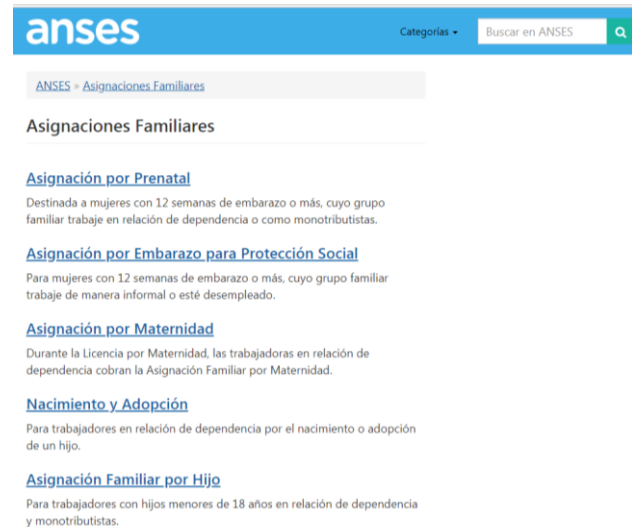 anses
Categorías
Buscar en ANSES
ANSES » Asignaciones Familiares
Asignaciones Familiares
Asignación por Prenatal
Destinada a mujeres con 12 semanas de embarazo o más, cuyo grupo
familiar trabaje en relación de dependencia o como monotributistas.
Asignación por Embarazo para Protección Social
Para mujeres con 12 semanas de embarazo o más, cuyo grupo familiar
trabaje de manera informal o esté desempleado.
Asignación por Maternidad
Durante la Licencia por Maternidad, las trabajadoras en relación de
dependencia cobran la Asignación Familiar por Maternidad.
Nacimiento y Adopción
Para trabajadores en relación de dependencia por el nacimiento o adopción
de un hijo.
Asignación Familiar por Hijo
Para trabajadores con hijos menores de 18 años en relación de dependencia
y monotributistas.